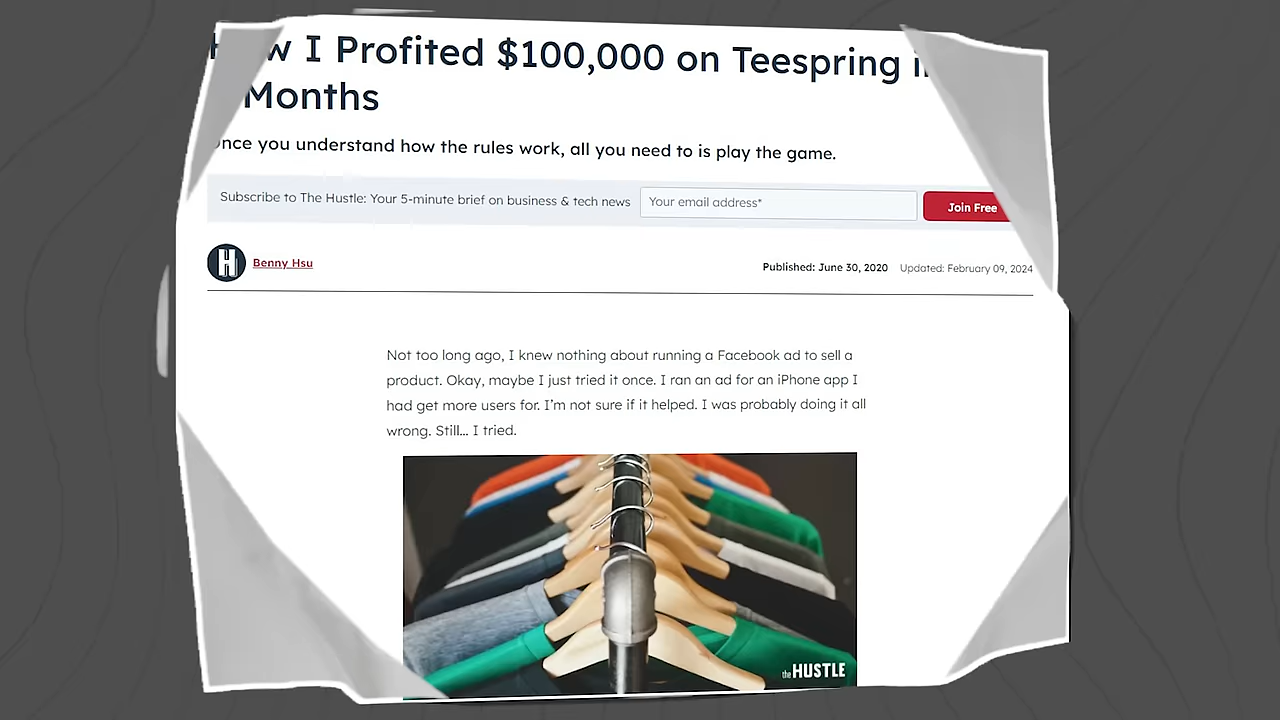 I Profited $100,000 on Teespring
Months
you understand how the rules work, all you need to is play the game.
Subscribe to The Hustle: Your 5-minute brief on business & tech news
Your email address*
Join Free
H
Benny Hsu
Published: June 30, 2020 Updated: February 09, 2024
Not too long ago, I knew nothing about running a Facebook ad to sell a
product. Okay, maybe I just tried it once. I ran an ad for an iPhone app I
had get more users for. I'm not sure if it helped. I was probably doing it all
wrong. Still... I tried.
the HUSTLE